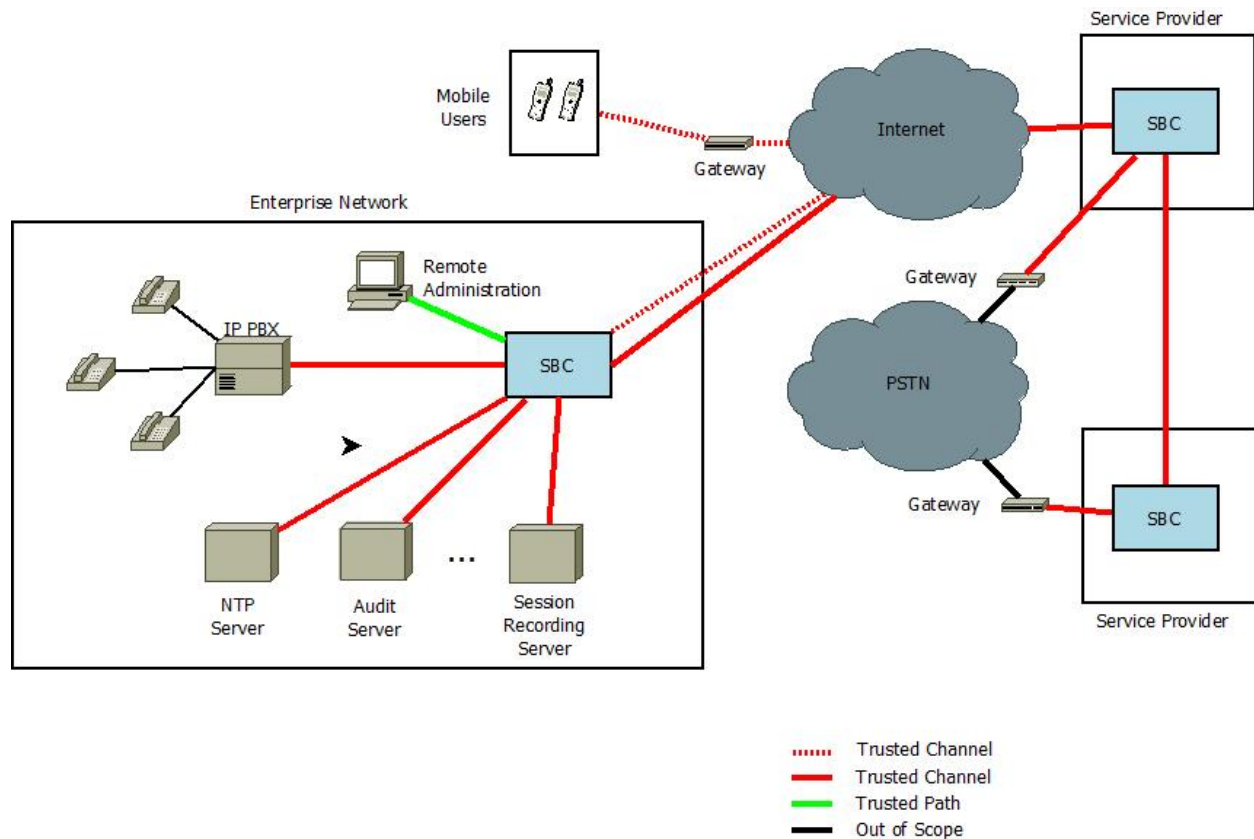 Service Provider
Mobile
Users
Internet
SBC
Gateway
Enterprise Network
Remote
Administration
Gateway
IP PBX
SBC
PSTN
Gateway
SBC
...
NTP
Server
Audit
Server
Session
Recording
Server
Service Provider
Trusted Channel
Trusted Channel
Trusted Path
Out of Scope